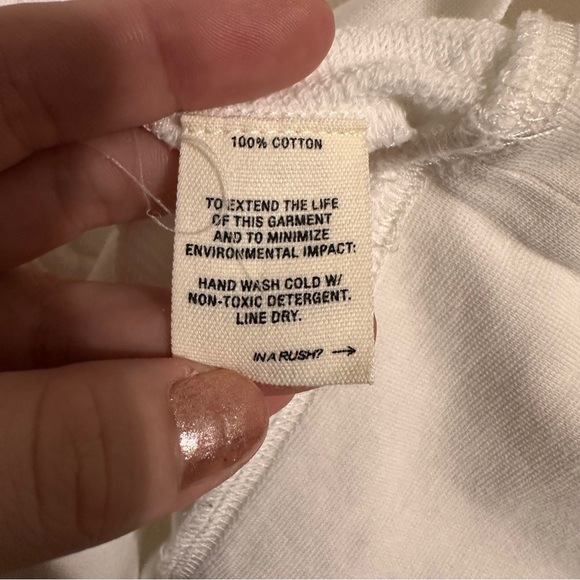 100% COTTON
TO EXTEND THE LIFE
OF THIS GARMENT
AND TO MINIMIZE
ENVIRONMENTAL IMPACT:
HAND WASH COLD W/
NON-TOXIC DETERGENT.
LINE DRY.
IN A RUSH? →